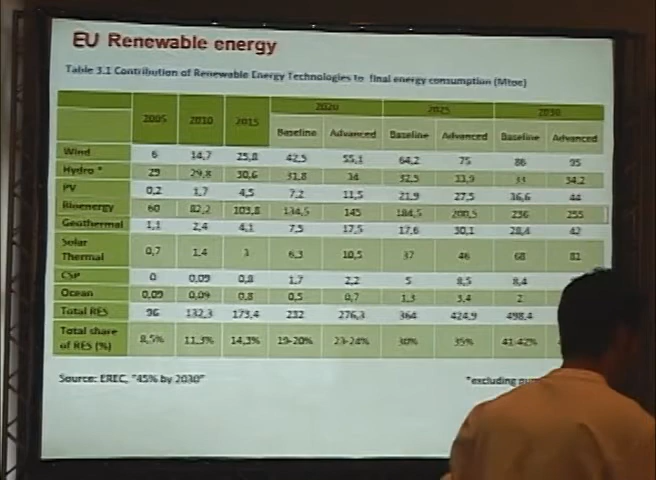 EU Renewable energy
Table 3.1 Contribution of Renewable Energy Technologies to final energy consumption (Mtoe)
2005 2010 2015 2020 2025 2030
Baseline Advanced Baseline Advanced Baseline Advanced
Wind 6 14,7 25,8 42,5 55,1 64,2 75 86 95
Hydro * 29 29,8 30,6 31,8 34 32,5 33,9 33 34,2
PV 0,2 1,7 4,5 7,2 11,5 21,9 27,5 36,6 44
Bioenergy 60 82,2 103,8 134,5 145 184,5 200,5 236 255
Geothermal 1,1 2,4 4,1 7,5 17,5 17,6 30,1 28,4 42
Solar
Thermal 0,7 1,4 3 6,3 10,5 37 46 68 82
CSP 0 0,09 0,8 1,7 2,2 5 8,5 8,4
Ocean 0,09 0,09 0,8 0,5 0,7 1,3 3,4 2
Total RES 96 132,3 173,4 232 276,3 364 424,9 498,4
Total share
of RES (%) 8,5% 11,3% 14,3% 19-20% 23-24% 30% 35% 41-42%
Source: EREC, "45% by 2030"
*excluding